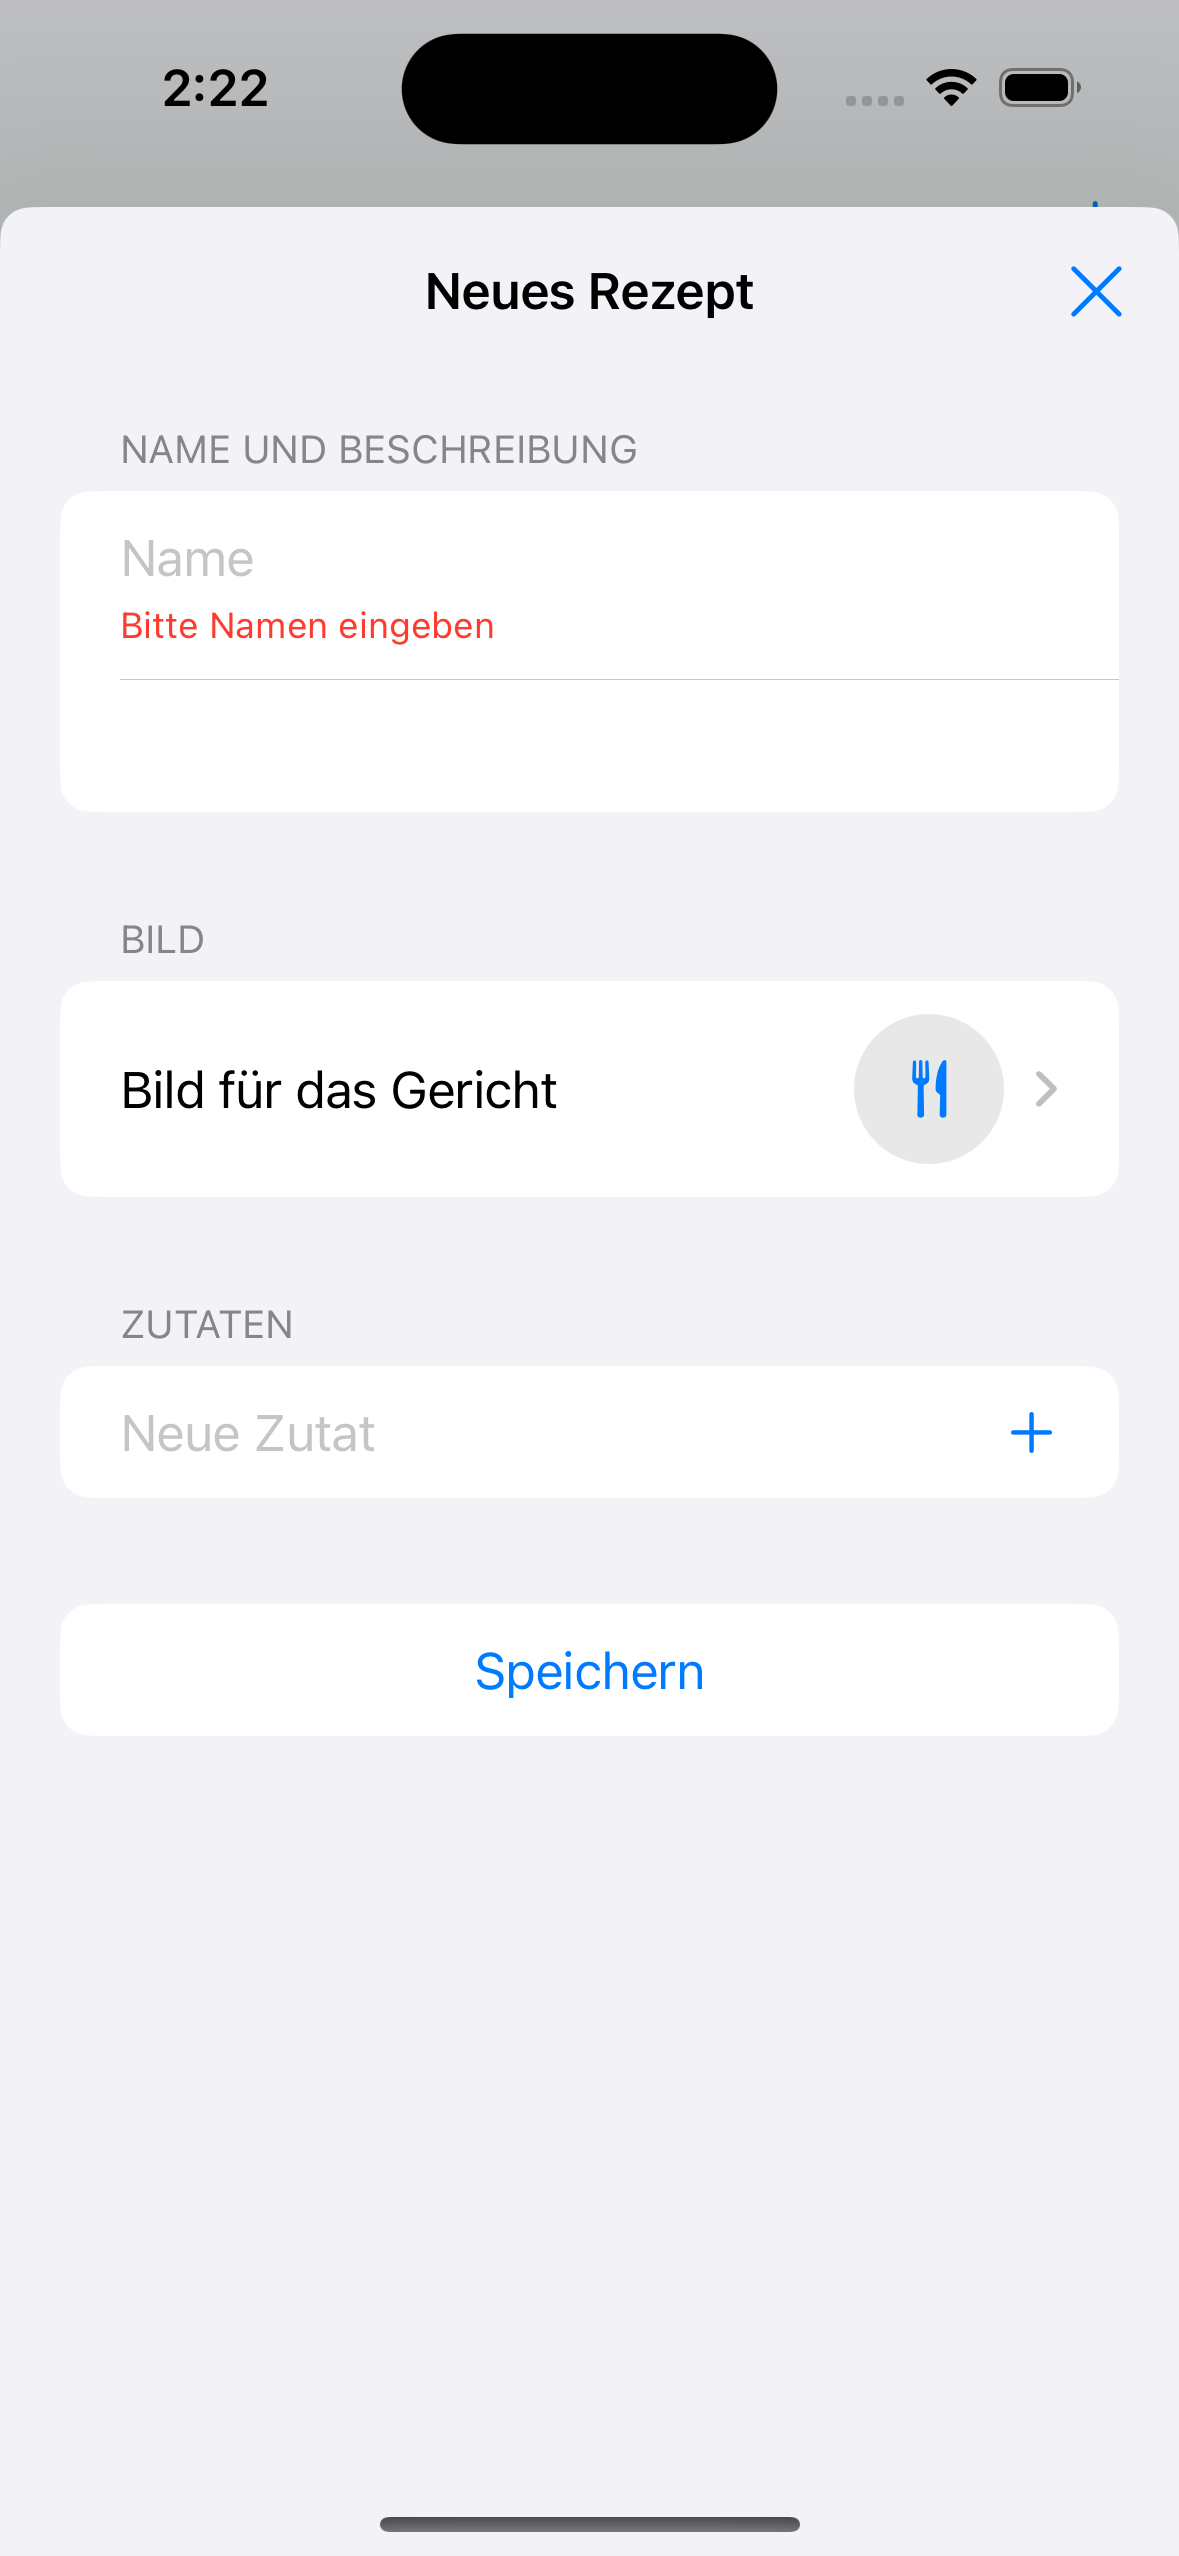 2:22
Neues Rezept
NAME UND BESCHREIBUNG
Name
Bitte Namen eingeben
BILD
Bild für das Gericht
ZUTATEN
Neue Zutat
Speichern